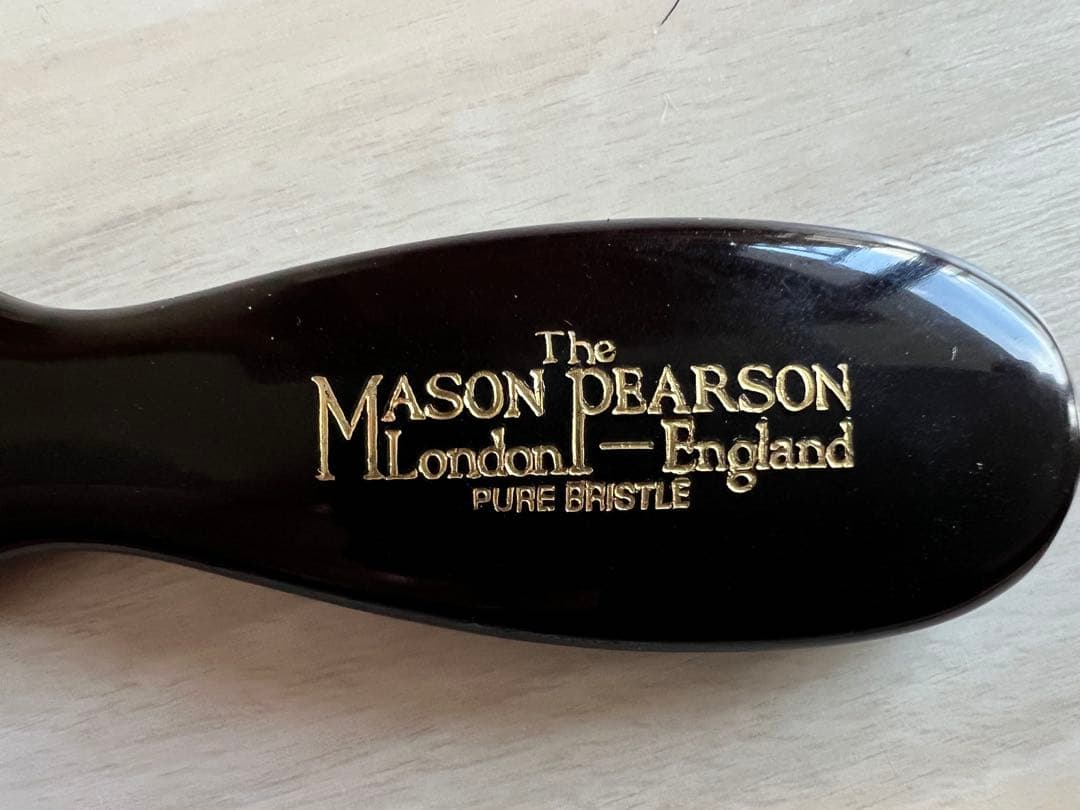 The
MASON PEARSON
London — England
PURE BRISTLE